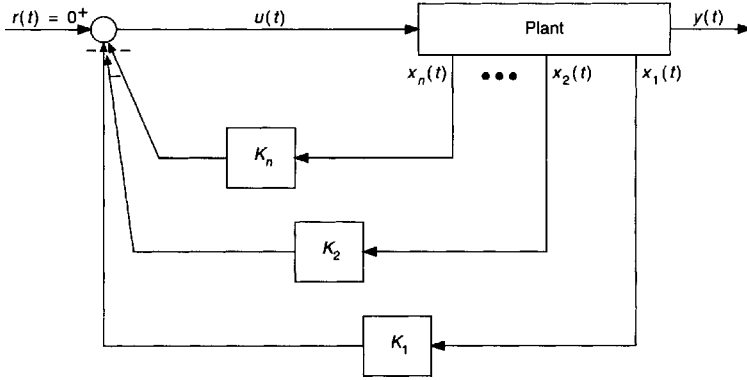 r(t) = 0⁺ u(t) Plant y(t)
xₙ(t) ••• x₂(t) x₁(t)
− − −
Kₙ
K₂
K₁